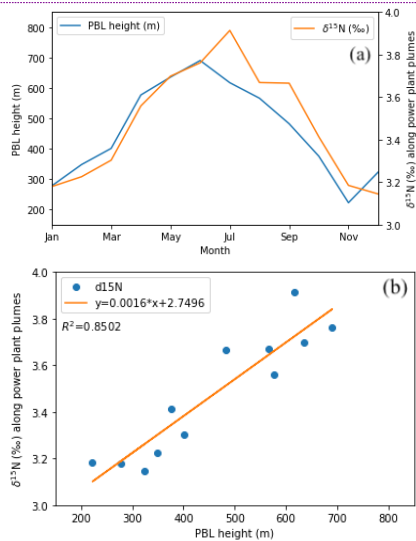 PBL height (m)
δ¹⁵N (‰)
(a)
800
700
600
500
400
300
200
PBL height (m)
4.0
3.8
3.6
3.4
3.2
3.0
δ¹⁵N (‰) along power plant plumes
Jan Mar May Jul Sep Nov
Month
(b)
d15N
y=0.0016*x+2.7496
R²=0.8502
4.0
3.8
3.6
3.4
3.2
3.0
δ¹⁵N (‰) along power plant plumes
200 300 400 500 600 700 800
PBL height (m)